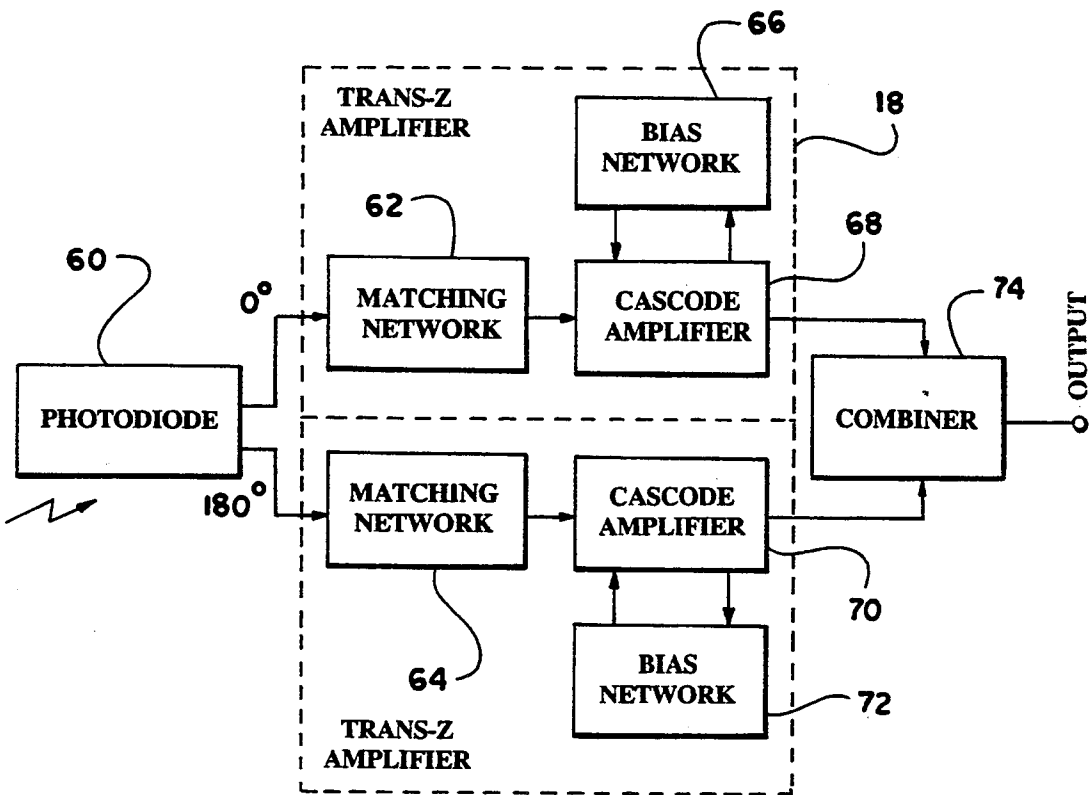 66
TRANS-Z
AMPLIFIER
BIAS
NETWORK
18
62
68
60
0°
MATCHING
NETWORK
CASCODE
AMPLIFIER
74
OUTPUT
PHOTODIODE
COMBINER
180°
MATCHING
NETWORK
CASCODE
AMPLIFIER
70
64
BIAS
NETWORK
72
TRANS-Z
AMPLIFIER